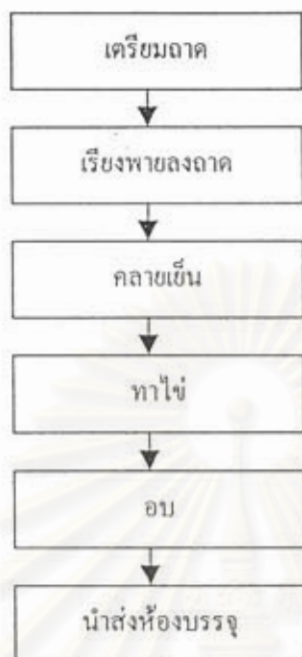 เตรียมถาด
เรียงพายลงถาด
คลายเย็น
ทาไข่
อบ
นำส่งห้องบรรจุ